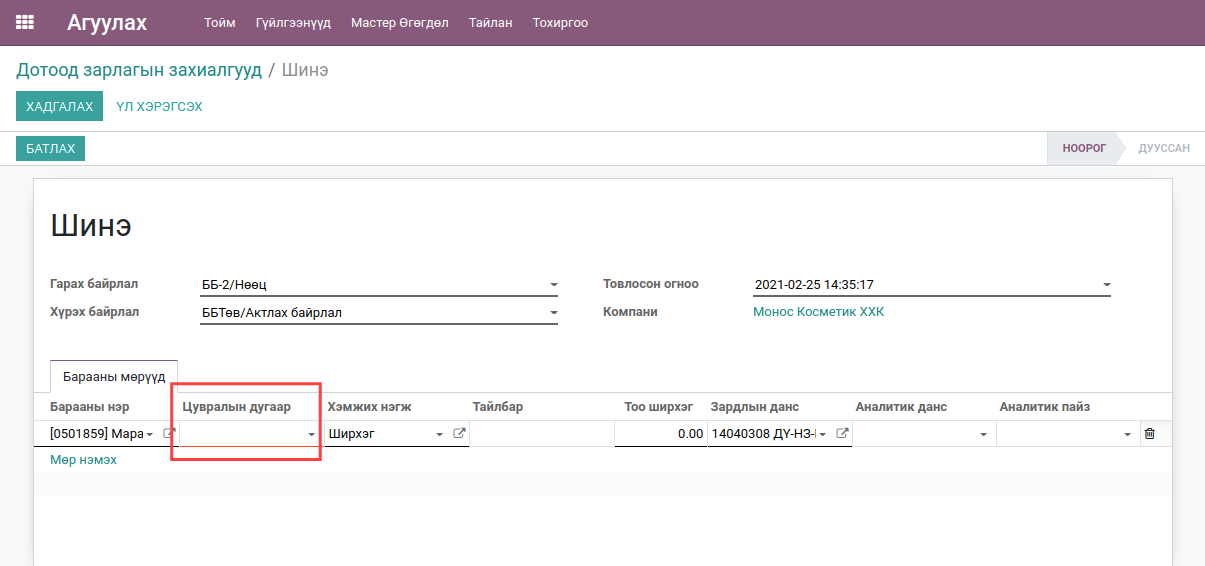 Агуулах Тойм Гүйлгээнүүд Мастер Өгөгдөл Тайлан Тохиргоо
Дотоод зарлагын захиалгууд / Шинэ
ХАДГАЛАХ ҮЛ ХЭРЭГСЭХ
БАТЛАХ НООРОГ ДУУССАН
Шинэ
Гарах байрлал ББ-2/Нөөц Товлосон огноо 2021-02-25 14:35:17
Хүрэх байрлал ББТөв/Актлах байрлал Компани Монос Косметик ХХК
Барааны мөрүүд
Барааны нэр Цувралын дугаар Хэмжих нэгж Тайлбар Тоо ширхэг Зардлын данс Аналитик данс Аналитик пайз
[0501859] Мара Ширхэг 0.00 14040308 ДҮ-НЗ-
Мөр нэмэх